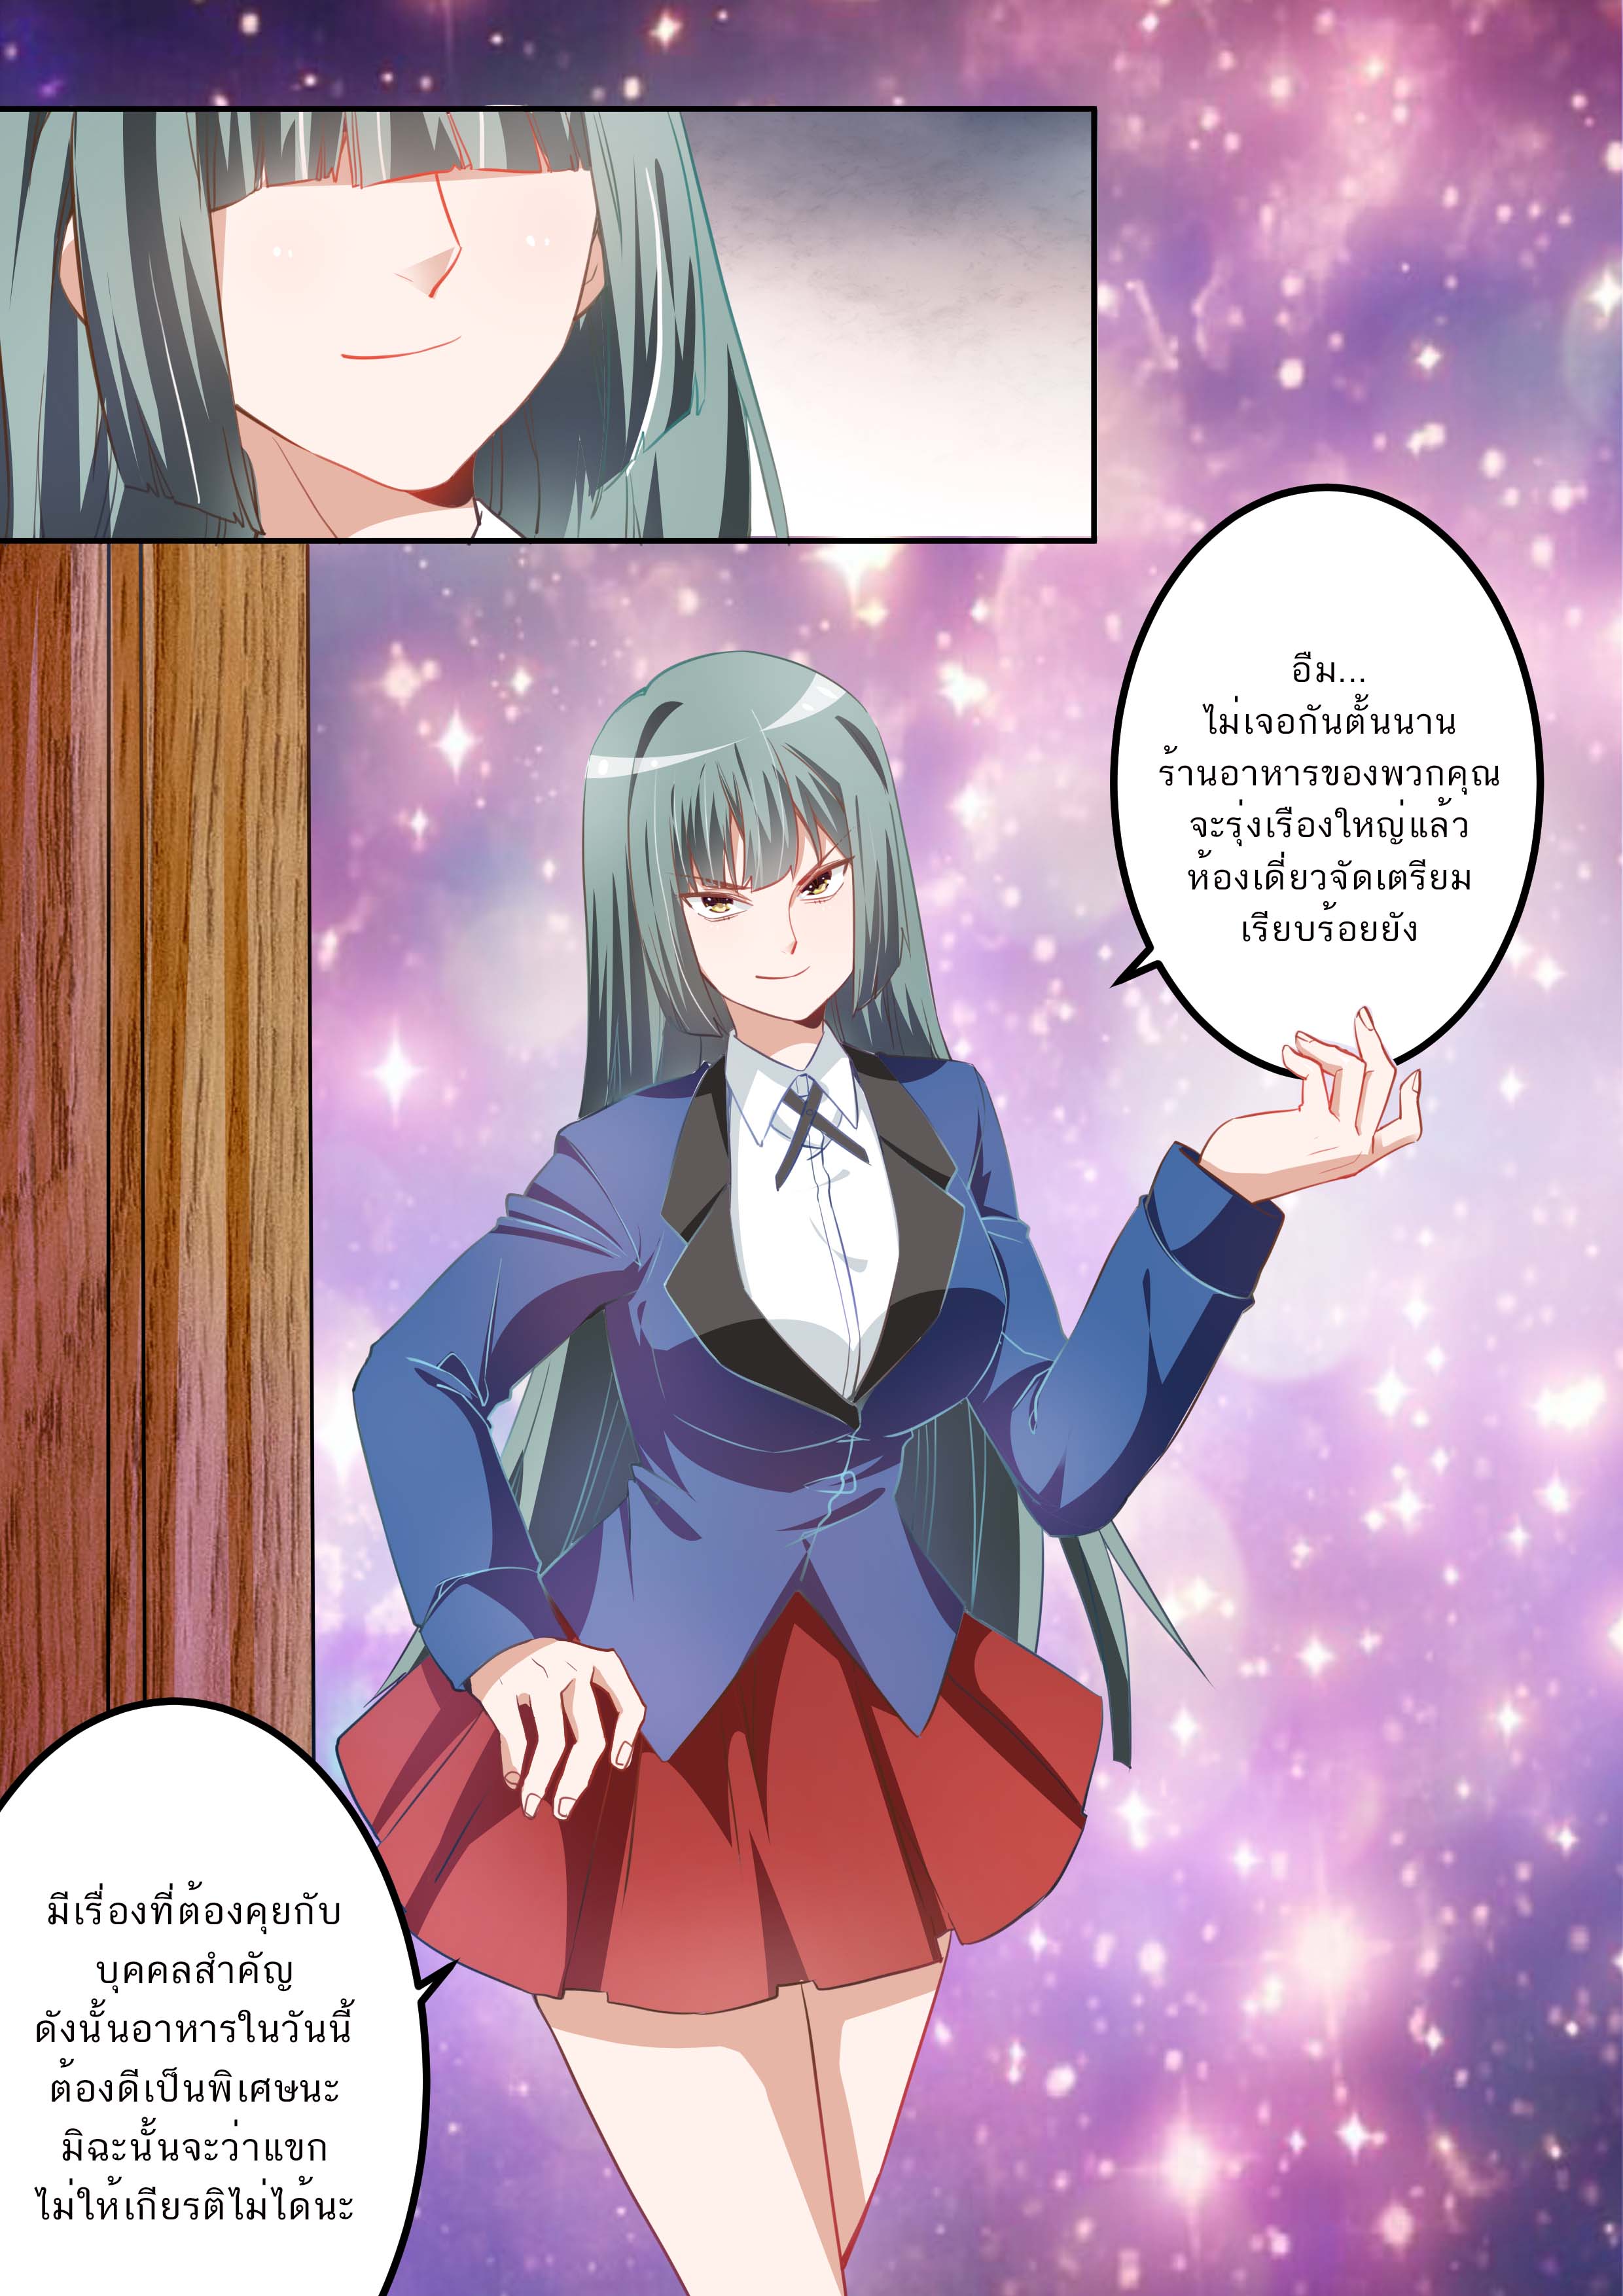 อืม...
ไม่เจอกันตั้นนาน
ร้านอาหารของพวกคุณ
จะรุ่งเรืองใหญ่แล้ว
ห้องเดี่ยวจัดเตรียม
เรียบร้อยยัง
มีเรื่องที่ต้องคุยกับ
บุคคลสำคัญ
ดังนั้นอาหารในวันนี้
ต้องดีเป็นพิเศษนะ
มิฉะนั้นจะว่าแขก
ไม่ให้เกียรติไม่ได้นะ